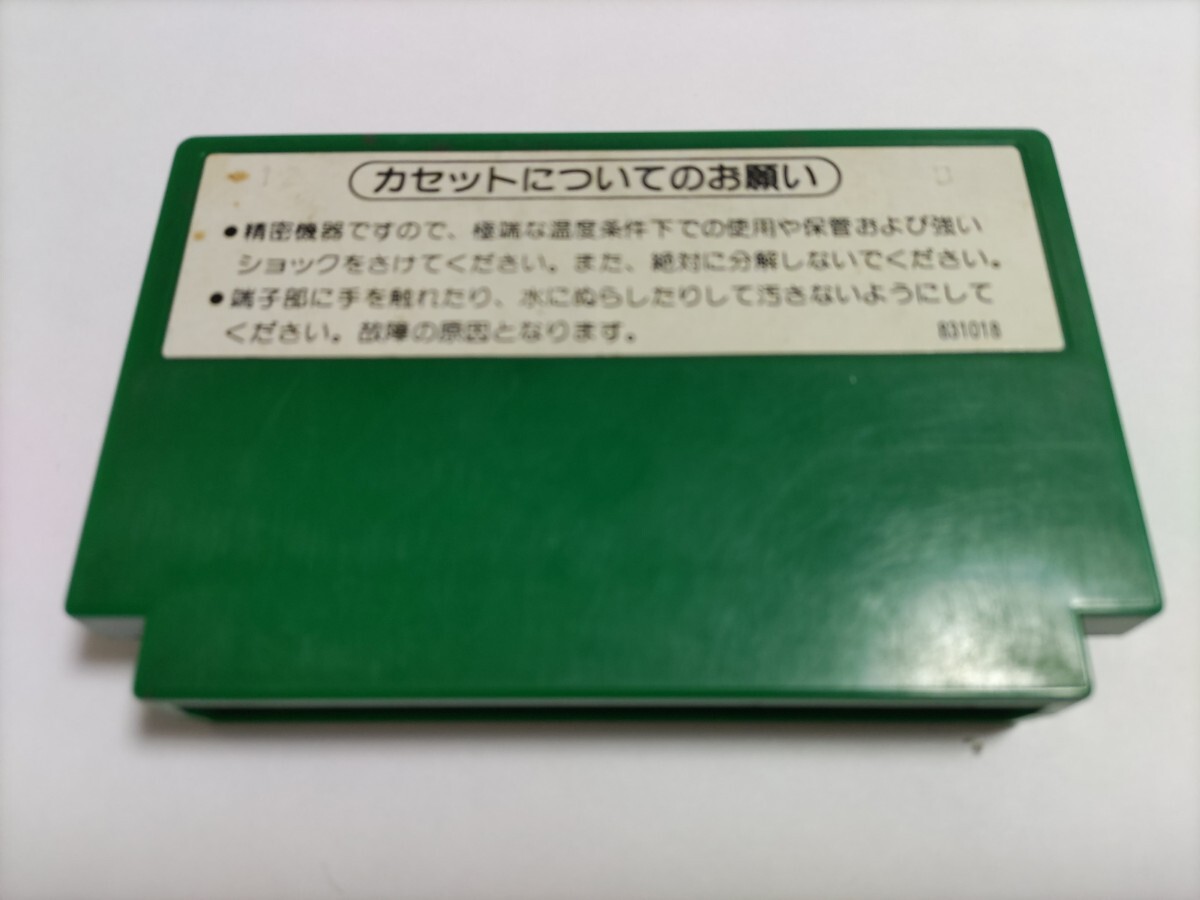 カセットについてのお願い
●精密機器ですので、極端な温度条件下での使用や保管および強い
ショックをさけてください。また、絶対に分解しないでください。
●端子部に手を触れたり、水にぬらしたりして汚さないようにして
ください。故障の原因となります。
831018